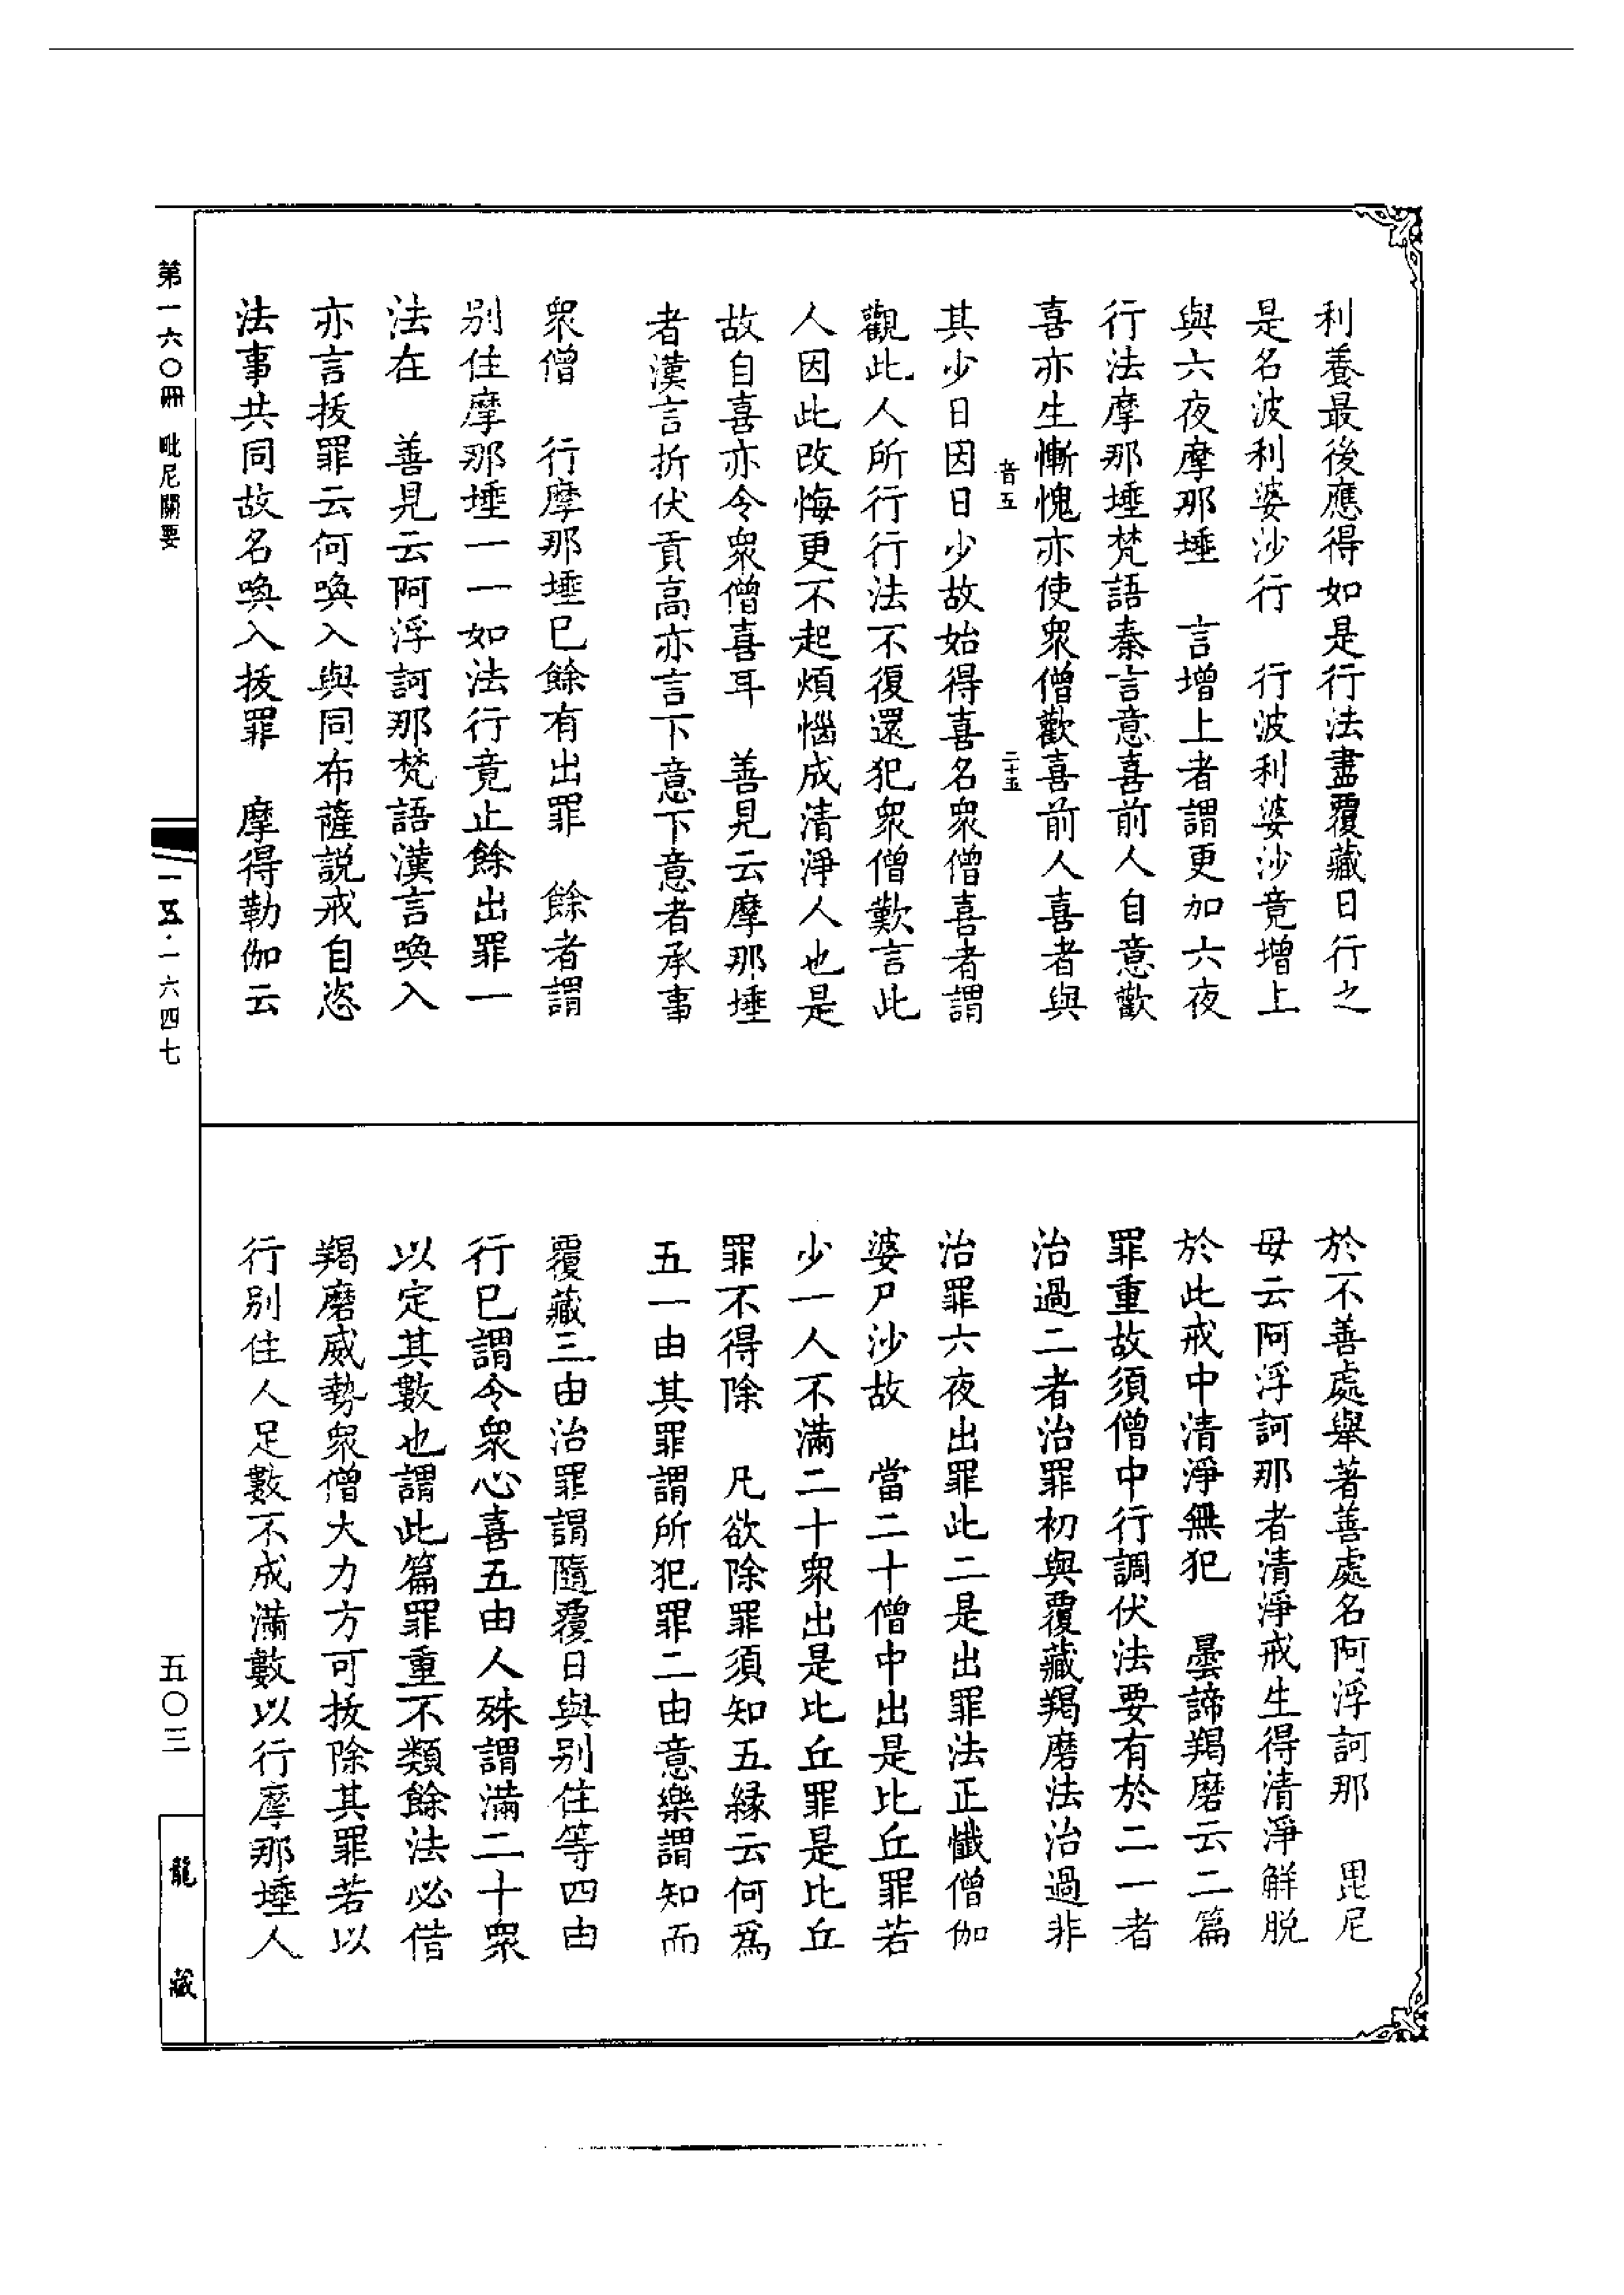 利養最後應得如是行法盡覆藏日行之
是名波利婆沙行　行波利婆沙竟增上
與六夜摩那埵　言增上者謂更加六夜
行法摩那埵梵語秦言意喜前人自意歡
喜亦生慚愧亦使衆僧歡喜前人喜者與
音五　二十五
其少日因日少故始得喜名衆僧喜者謂
觀此人所行行法不復還犯衆僧歎言此
人因此改悔更不起煩惱成清淨人也是
故自喜亦令衆僧喜耳　善見云摩那埵
者漢言折伏貢高亦言下意下意者承事
衆僧　行摩那埵已餘有出罪　餘者謂
別住摩那埵一一如法行竟止餘出罪一
法在　善見云阿浮訶那梵語漢言喚入
亦言拔罪云何喚入與同布薩説戒自恣
法事共同故名喚入拔罪　摩得勒伽云
於不善處舉著善處名阿浮訶那　毘尼
母云阿浮訶那者清淨戒生得清淨解脱
於此戒中清淨無犯　曇諦羯磨云二篇
罪重故須僧中行調伏法要有於二一者
治過二者治罪初與覆藏羯磨法治過非
治罪六夜出罪此二是出罪法正懺僧伽
婆尸沙故　當二十僧中出是比丘罪若
少一人不滿二十衆出是比丘罪是比丘
罪不得除　凡欲除罪須知五緣云何爲
五一由其罪謂所犯罪二由意樂謂知而
覆藏三由治罪謂隨覆日與別住等四由
行已謂令衆心喜五由人殊謂滿二十衆
以定其數也謂此篇罪重不類餘法必借
羯磨威勢衆僧大力方可拔除其罪若以
行別住人足數不成滿數以行摩那埵人
第一六〇冊　毗尼關要
一五·一六四七
五〇三
龍藏